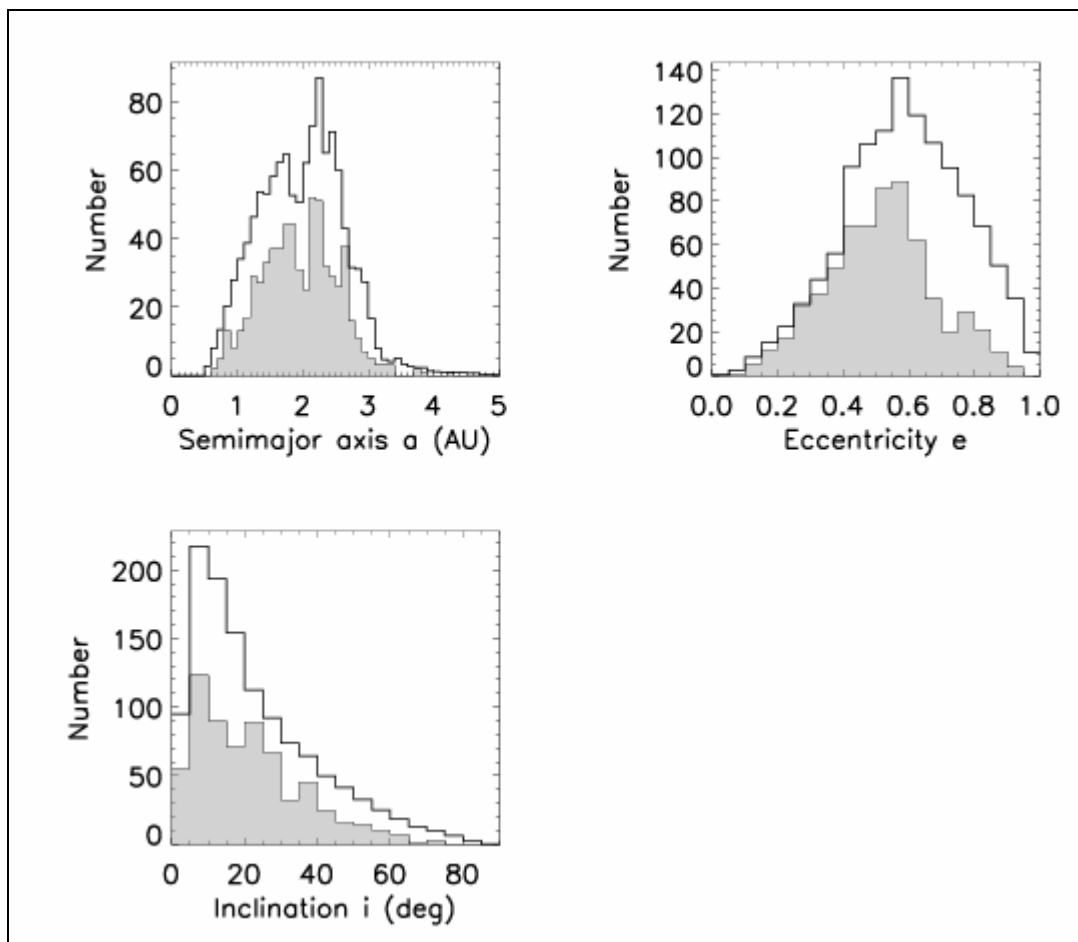 Number
80
60
40
20
0
0 1 2 3 4 5
Semimajor axis a (AU)
Number
140
120
100
80
60
40
20
0
0.0 0.2 0.4 0.6 0.8 1.0
Eccentricity e
Number
200
150
100
50
0
0 20 40 60 80
Inclination i (deg)